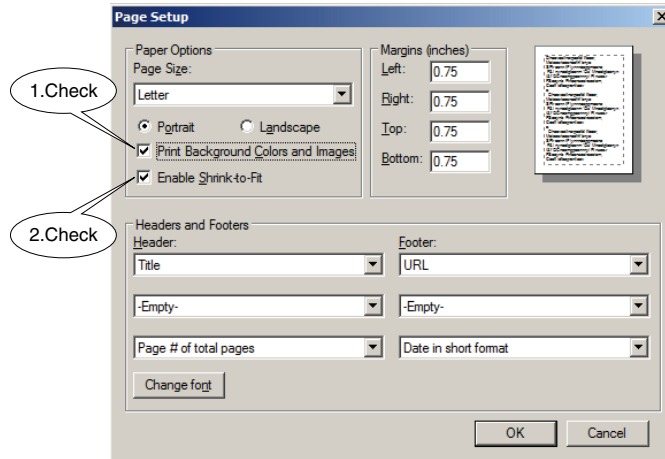 Page Setup
Paper Options
Page Size:
Letter
Portrait
Landscape
Print Background Colors and Images
Enable Shrink-to-Fit
1.Check
2.Check
Margins (inches)
Left: 0.75
Right: 0.75
Top: 0.75
Bottom: 0.75
Headers and Footers
Header:
Footer:
Title
URL
-Empty-
-Empty-
Page # of total pages
Date in short format
Change font
OK
Cancel